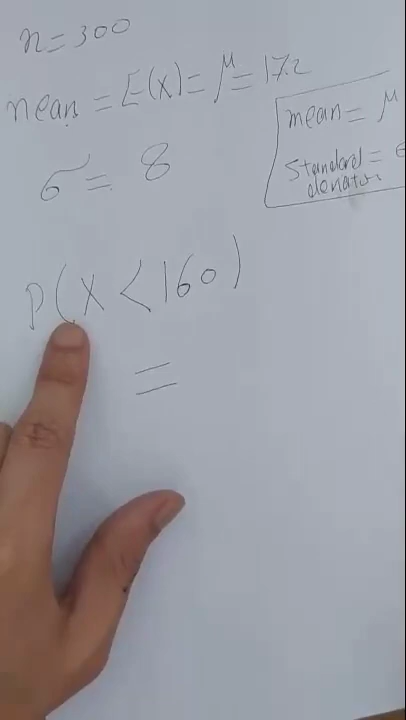 n = 300
mean = E(X) = μ = 172
σ = 8
mean = μ
Standard = σ
deviation
P(X < 160)
=